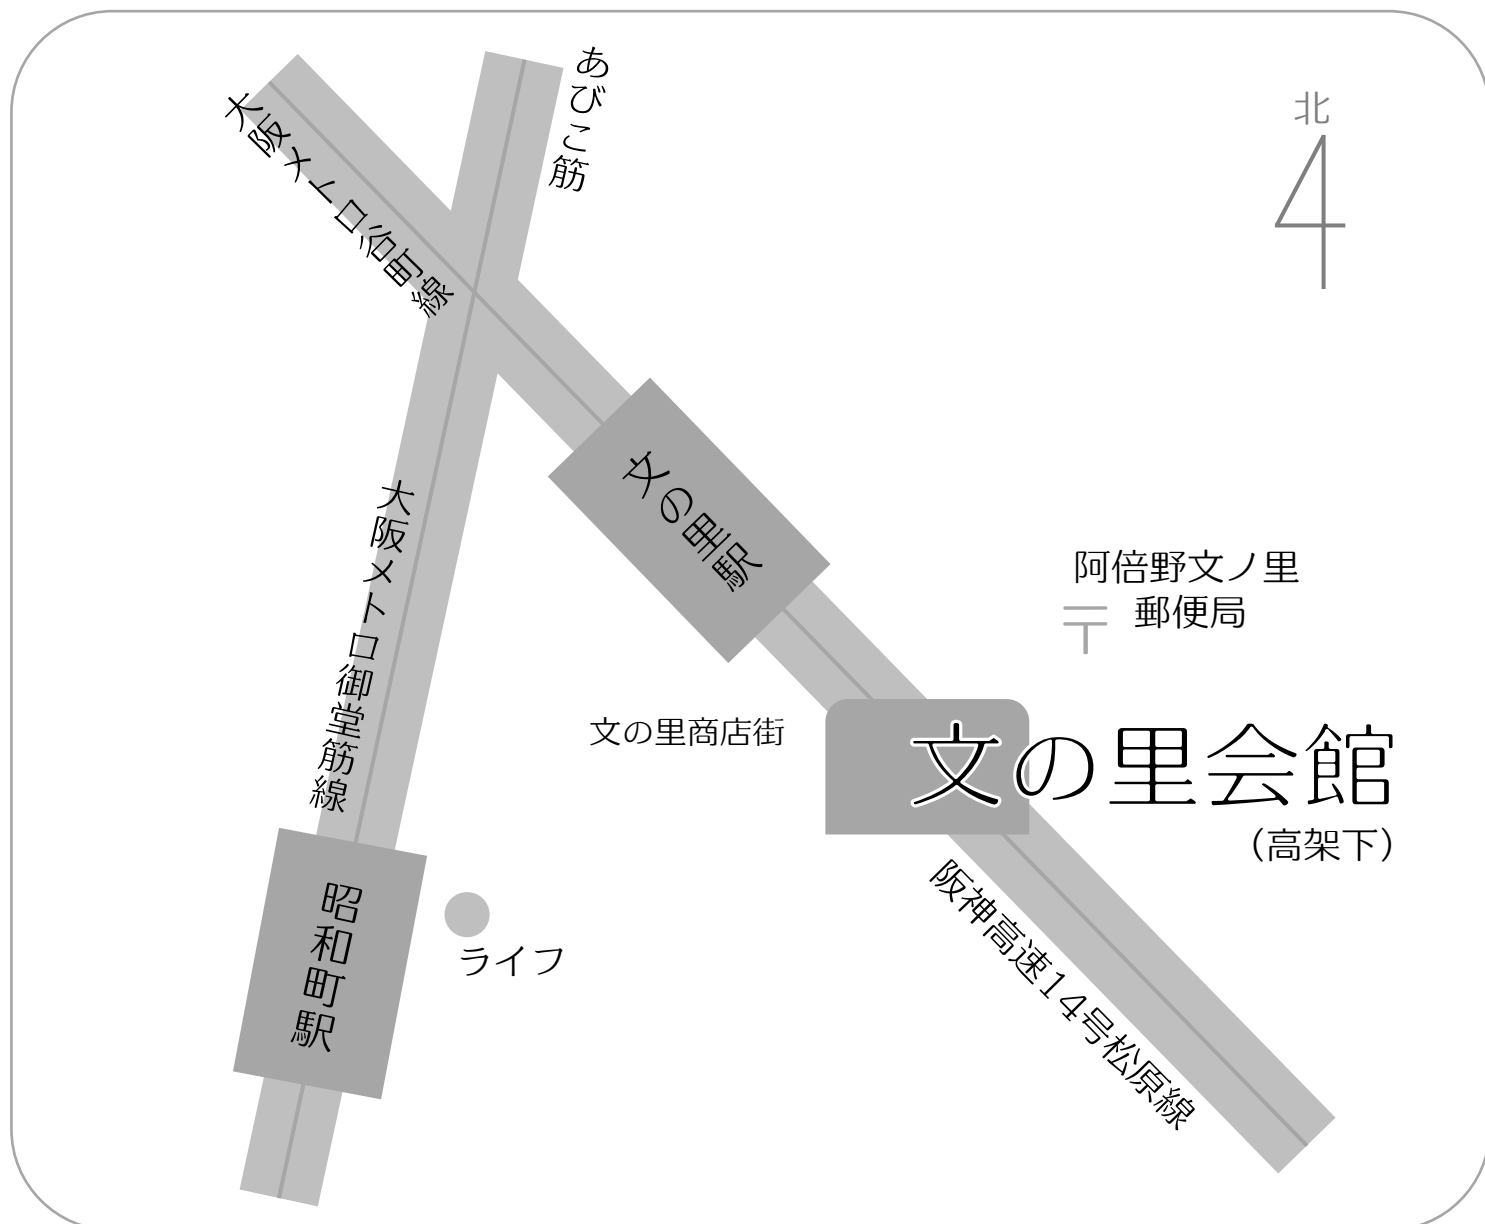 あびこ筋
北
大阪メトロ谷町線
文の里駅
大阪メトロ御堂筋線
阿倍野文ノ里
〒 郵便局
文の里商店街
文の里会館
（高架下）
阪神高速14号松原線
昭和町駅
ライフ